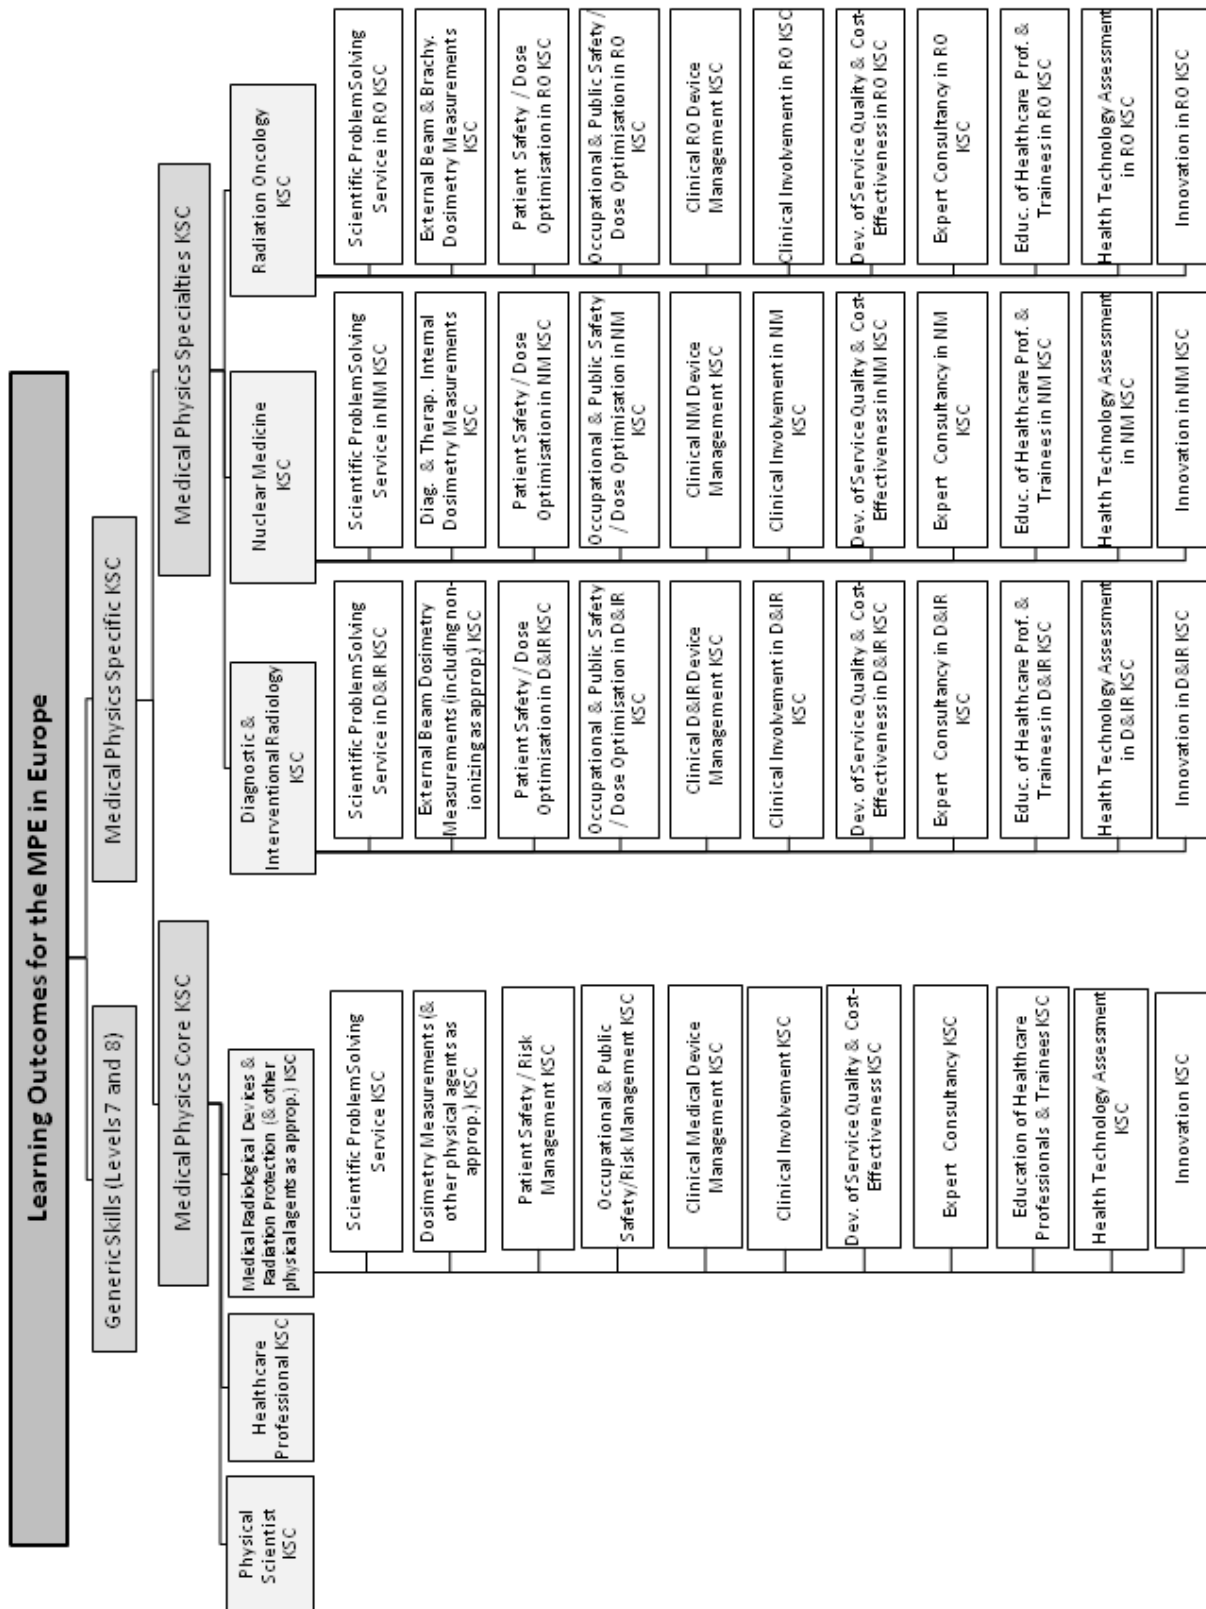 Learning Outcomes for the MPE in Europe
Generic Skills (Levels 7 and 8)
Medical Physics Specific KSC
Medical Physics Core KSC
Medical Physics Specialties KSC
Physical
Scientist
KSC
Healthcare
Professional KSC
Medical Radiological Devices &
Radiation Protection (& other
physical agents as approp.) KSC
Scientific Problem Solving
Service KSC
Dosimetry Measurements (&
other physical agents as
approp.) KSC
Patient Safety / Risk
Management KSC
Occupational & Public
Safety/Risk Management KSC
Clinical Medical Device
Management KSC
Clinical Involvement KSC
Dev. of Service Quality & Cost-
Effectiveness KSC
Expert Consultancy KSC
Education of Healthcare
Professionals & Trainees KSC
Health Technology Assessment
KSC
Innovation KSC
Diagnostic &
Interventional Radiology
KSC
Scientific Problem Solving
Service in D&IR KSC
External Beam Dosimetry
Measurements (including non-
ionizing as approp.) KSC
Patient Safety / Dose
Optimisation in D&IR KSC
Occupational & Public Safety
/ Dose Optimisation in D&IR
KSC
Clinical D&IR Device
Management KSC
Clinical Involvement in D&IR
KSC
Dev. of Service Quality & Cost-
Effectiveness in D&IR KSC
Expert Consultancy in D&IR
KSC
Educ. of Healthcare Prof. &
Trainees in D&IR KSC
Health Technology Assessment
in D&IR KSC
Innovation in D&IR KSC
Nuclear Medicine
KSC
Scientific Problem Solving
Service in NM KSC
Diag. & Therap. Internal
Dosimetry Measurements
KSC
Patient Safety / Dose
Optimisation in NM KSC
Occupational & Public Safety
/ Dose Optimisation in NM
KSC
Clinical NM Device
Management KSC
Clinical Involvement in NM
KSC
Dev. of Service Quality & Cost-
Effectiveness in NM KSC
Expert Consultancy in NM
KSC
Educ. of Healthcare Prof. &
Trainees in NM KSC
Health Technology Assessment
in NM KSC
Innovation in NM KSC
Radiation Oncology
KSC
Scientific Problem Solving
Service in RO KSC
External Beam & Brachy.
Dosimetry Measurements
KSC
Patient Safety / Dose
Optimisation in RO KSC
Occupational & Public Safety /
Dose Optimisation in RO
KSC
Clinical RO Device
Management KSC
Clinical Involvement in RO KSC
Dev. of Service Quality & Cost-
Effectiveness in RO KSC
Expert Consultancy in RO
KSC
Educ. of Healthcare Prof. &
Trainees in RO KSC
Health Technology Assessment
in RO KSC
Innovation in RO KSC